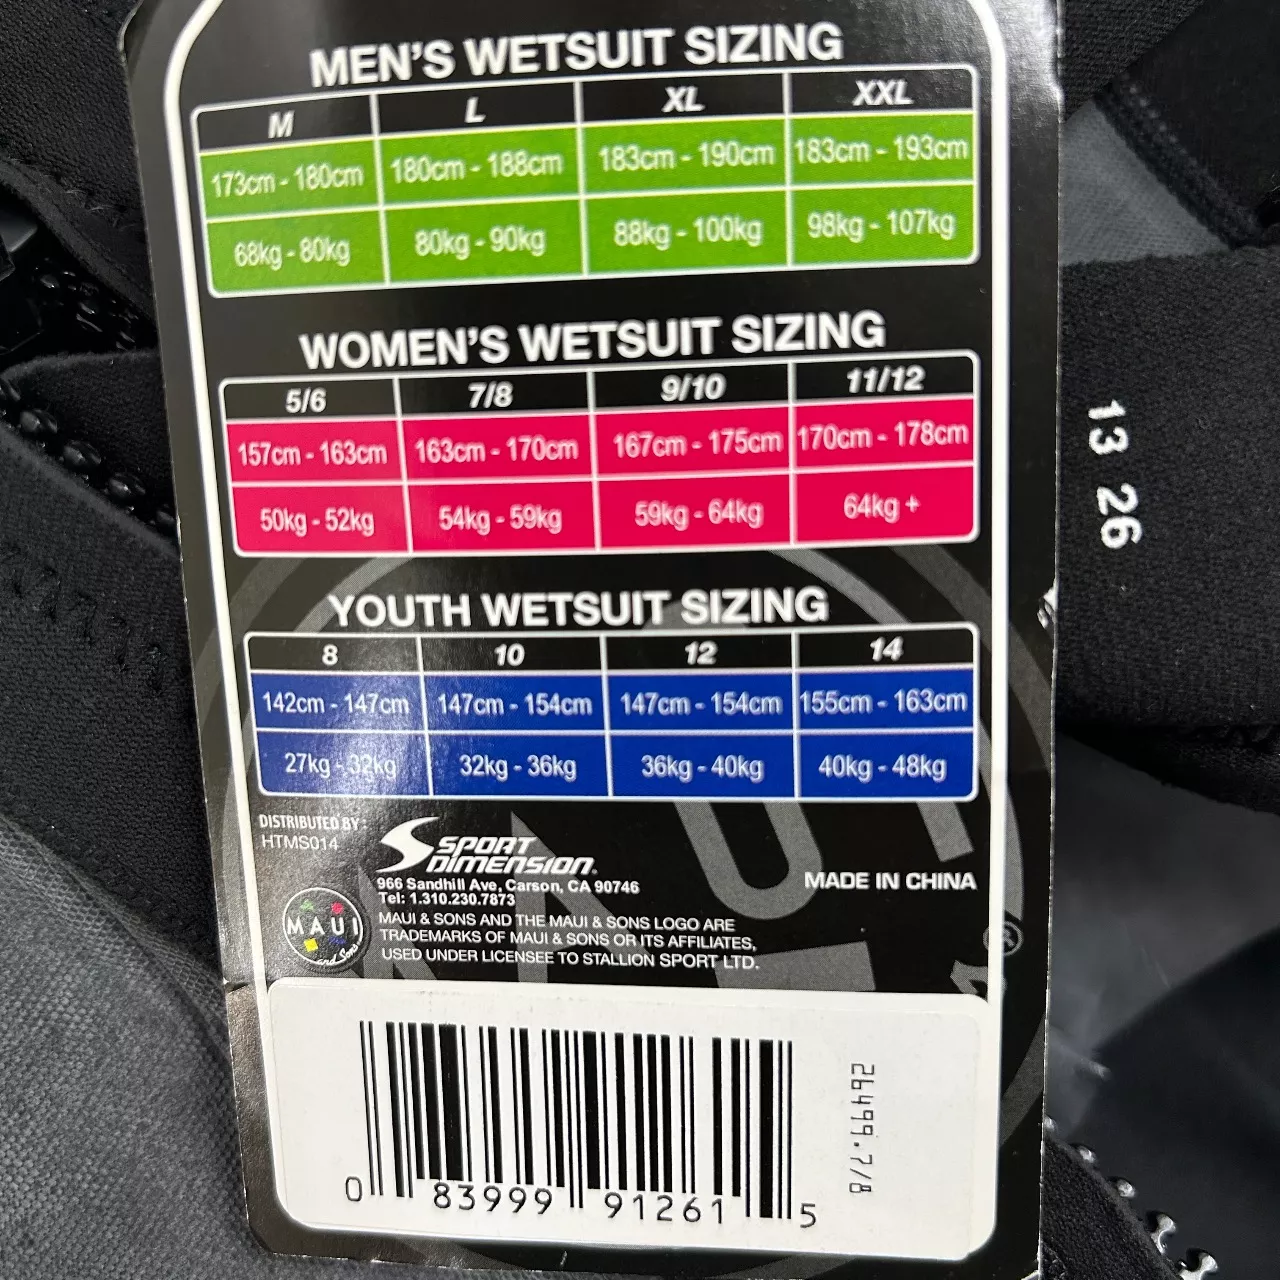 MEN'S WETSUIT SIZING
M L XL XXL
173cm - 180cm 180cm - 188cm 183cm - 190cm 183cm - 193cm
68kg - 80kg 80kg - 90kg 88kg - 100kg 98kg - 107kg
WOMEN'S WETSUIT SIZING
5/6 7/8 9/10 11/12
157cm - 163cm 163cm - 170cm 167cm - 175cm 170cm - 178cm
50kg - 52kg 54kg - 59kg 59kg - 64kg 64kg +
YOUTH WETSUIT SIZING
8 10 12 14
142cm - 147cm 147cm - 154cm 147cm - 154cm 155cm - 163cm
27kg - 32kg 32kg - 36kg 36kg - 40kg 40kg - 48kg
DISTRIBUTED BY:
HTMS014
SPORT
DIMENSION®
966 Sandhill Ave, Carson, CA 90746
Tel: 1.310.230.7873
MADE IN CHINA
MAUI
and Sons
MAUI & SONS AND THE MAUI & SONS LOGO ARE
TRADEMARKS OF MAUI & SONS OR ITS AFFILIATES,
USED UNDER LICENSEE TO STALLION SPORT LTD.
0 83999 91261 5
26499.7/8
13 26